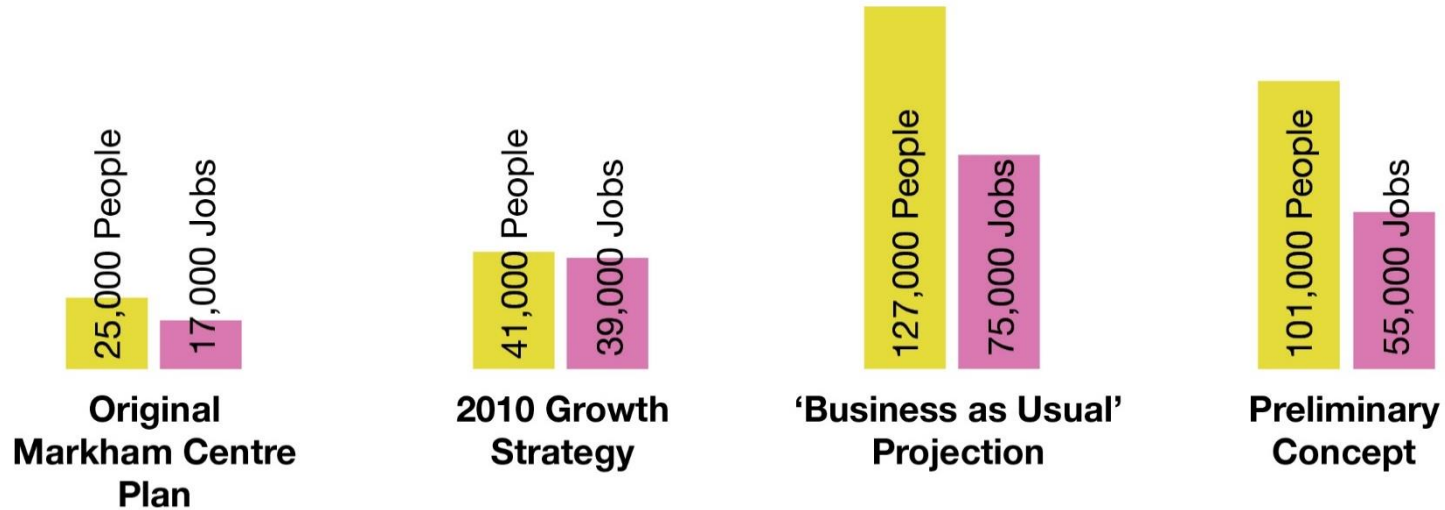 25,000 People
17,000 Jobs
Original
Markham Centre
Plan
41,000 People
39,000 Jobs
2010 Growth
Strategy
127,000 People
75,000 Jobs
‘Business as Usual’
Projection
101,000 People
55,000 Jobs
Preliminary
Concept